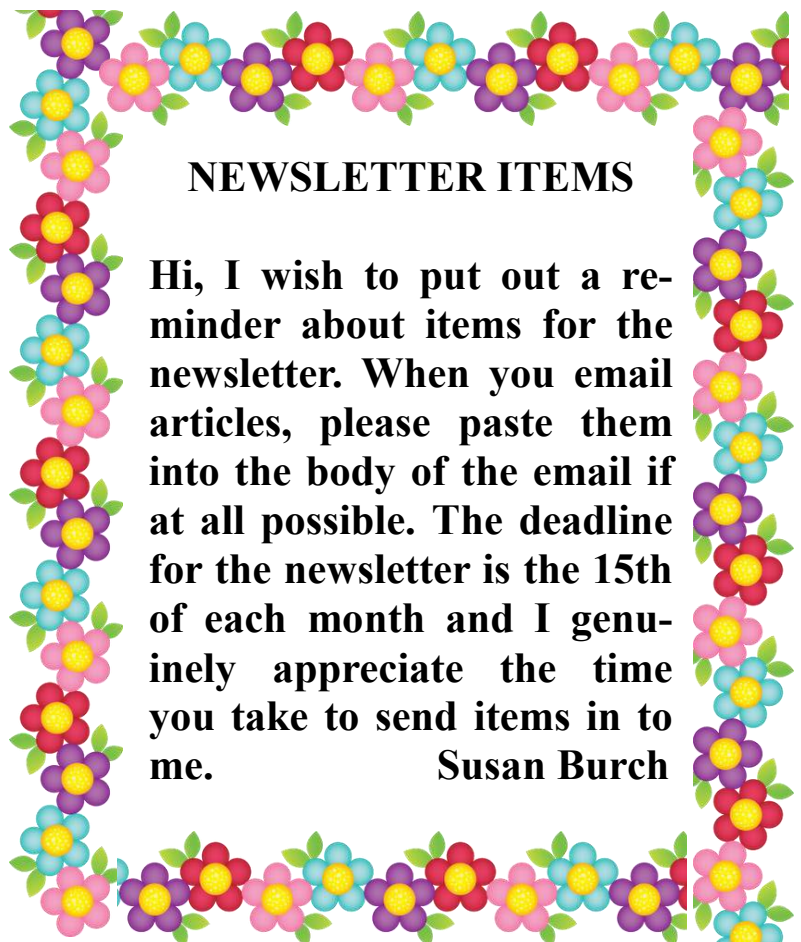 NEWSLETTER ITEMS
Hi, I wish to put out a re-
minder about items for the
newsletter. When you email
articles, please paste them
into the body of the email if
at all possible. The deadline
for the newsletter is the 15th
of each month and I genu-
inely appreciate the time
you take to send items in to
me. Susan Burch